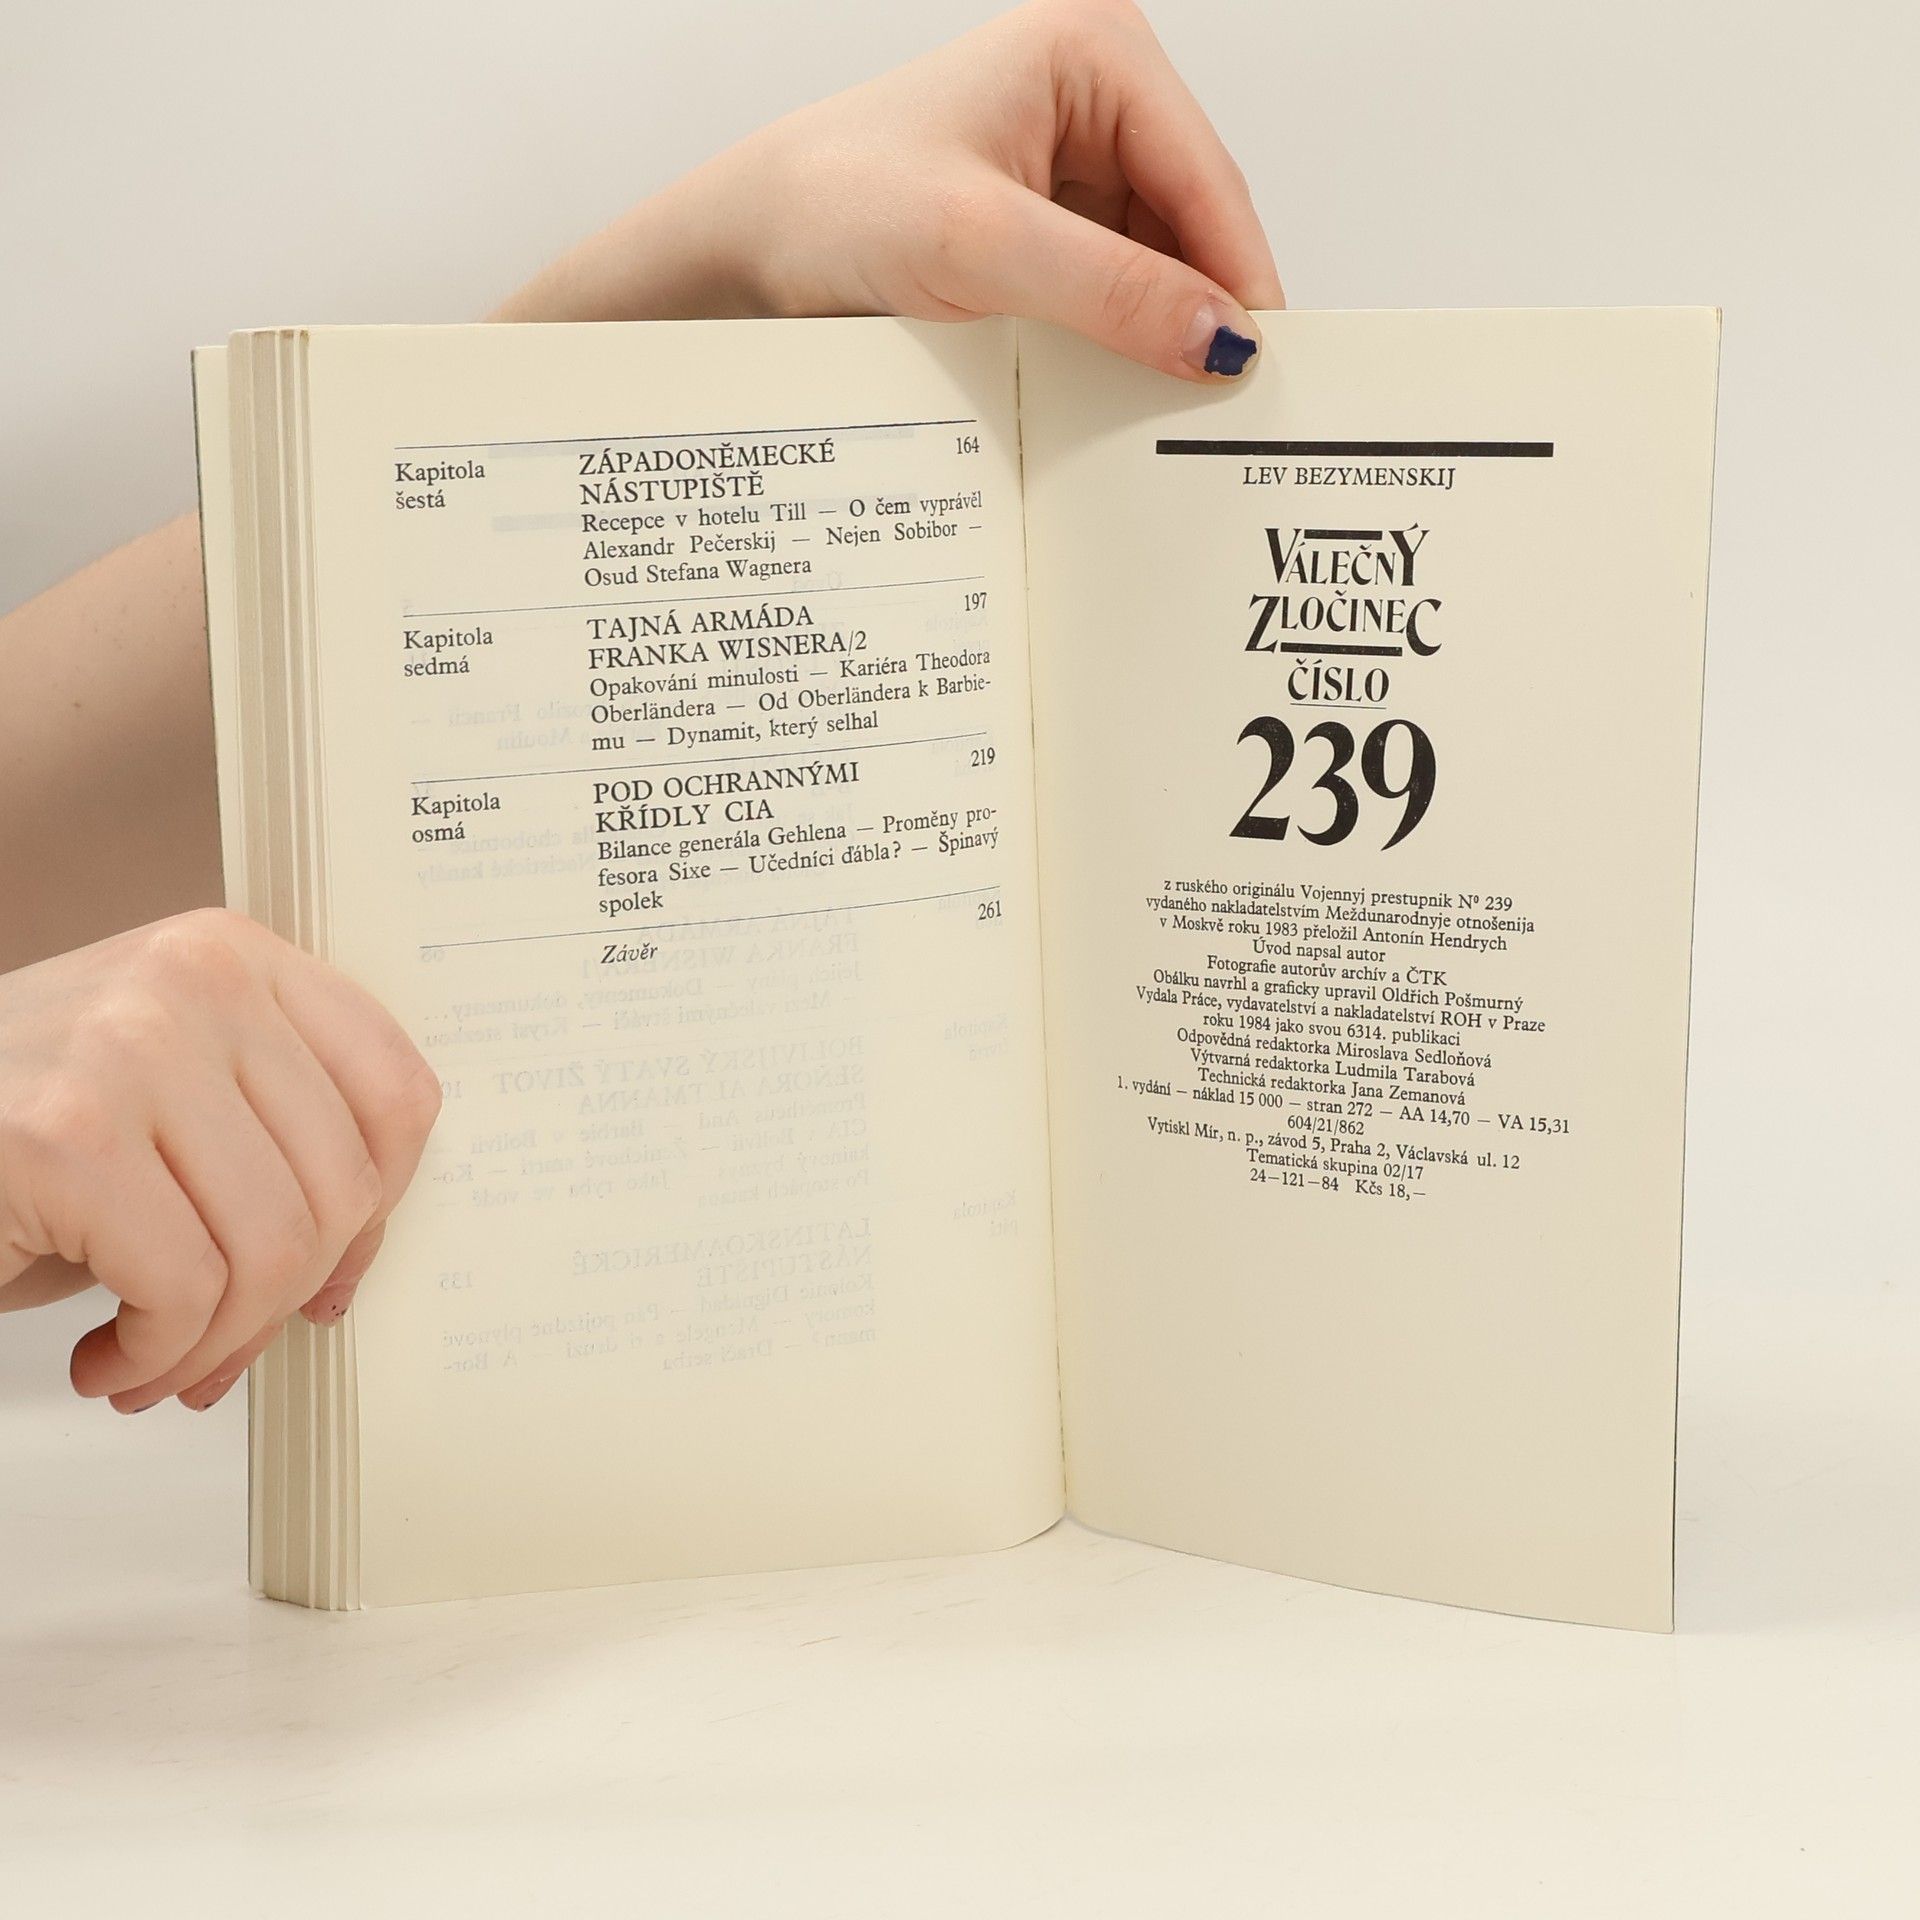 Kapitola
šestá
ZÁPADONĚMECKÉ 164
NÁSTUPIŠTĚ
Recepce v hotelu Till — O čem vyprávěl
Alexandr Pečerskij — Nejen Sobibor —
Osud Stefana Wagnera
Kapitola
sedmá
TAJNÁ ARMÁDA 197
FRANKA WISNERA/2
Opakování minulosti — Kariéra Theodora
Oberländera — Od Oberländera k Barbie-
mu — Dynamit, který selhal
Kapitola
osmá
POD OCHRANNÝMI 219
KŘÍDLY CIA
Bilance generála Gehlena — Proměny pro-
fesora Sixe — Učedníci ďábla? — Špinavý
spolek
Závěr 261
LEV BEZYMENSKIJ
VÁLEČNÝ
ZLOČINEC
ČÍSLO
239
z ruského originálu Vojennyj prestupnik Nº 239
vydaného nakladatelstvím Meždunarodnyje otnošenija
v Moskvě roku 1983 přeložil Antonín Hendrych
Úvod napsal autor
Fotografie autorův archív a ČTK
Obálku navrhl a graficky upravil Oldřich Pošmurný
Vydala Práce, vydavatelství a nakladatelství ROH v Praze
roku 1984 jako svou 6314. publikaci
Odpovědná redaktorka Miroslava Sedloňová
Výtvarná redaktorka Ludmila Tarabová
Technická redaktorka Jana Zemanová
1. vydání — náklad 15 000 — stran 272 — AA 14,70 — VA 15,31
604/21/862
Vytiskl Mír, n. p., závod 5, Praha 2, Václavská ul. 12
Tematická skupina 02/17
24—121—84 Kčs 18,—